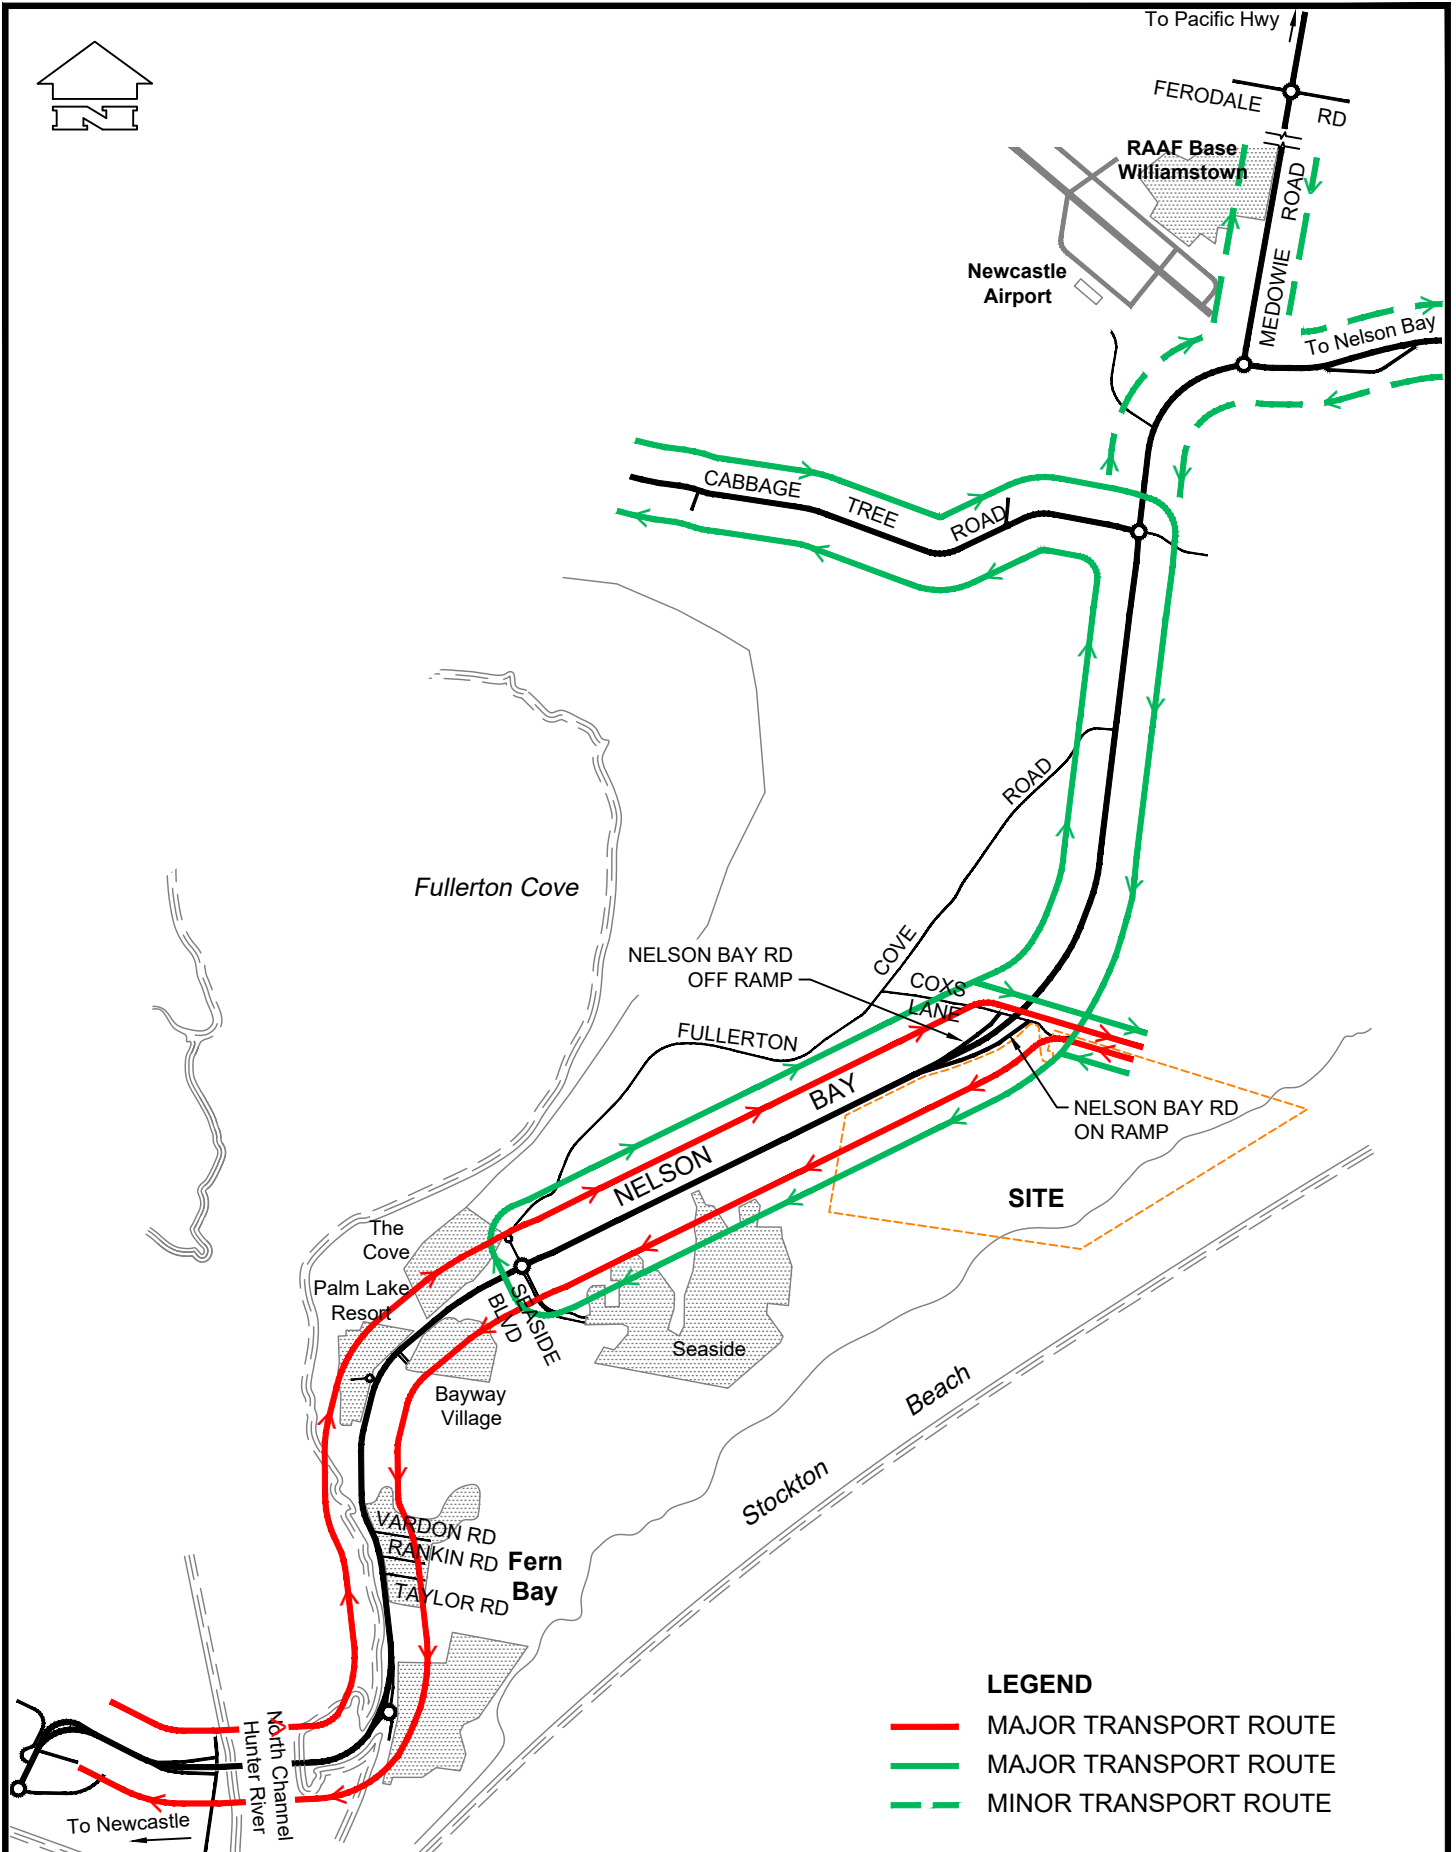 To Pacific Hwy
FERODALE
RD
N
RAAF Base
Williamstown
MEDOWIE ROAD
Newcastle
Airport
To Nelson Bay
CABBAGE TREE ROAD
ROAD
Fullerton Cove
COVE
NELSON BAY RD
OFF RAMP
COXS
LANE
FULLERTON
BAY
NELSON BAY RD
ON RAMP
NELSON
SITE
The
Cove
Palm Lake
Resort
SEASIDE
BLVD
Seaside
Bayway
Village
Beach
Stockton
VARDON RD
RANKIN RD
Fern
Bay
TAYLOR RD
LEGEND
North Channel
Hunter River
MAJOR TRANSPORT ROUTE
MAJOR TRANSPORT ROUTE
MINOR TRANSPORT ROUTE
To Newcastle